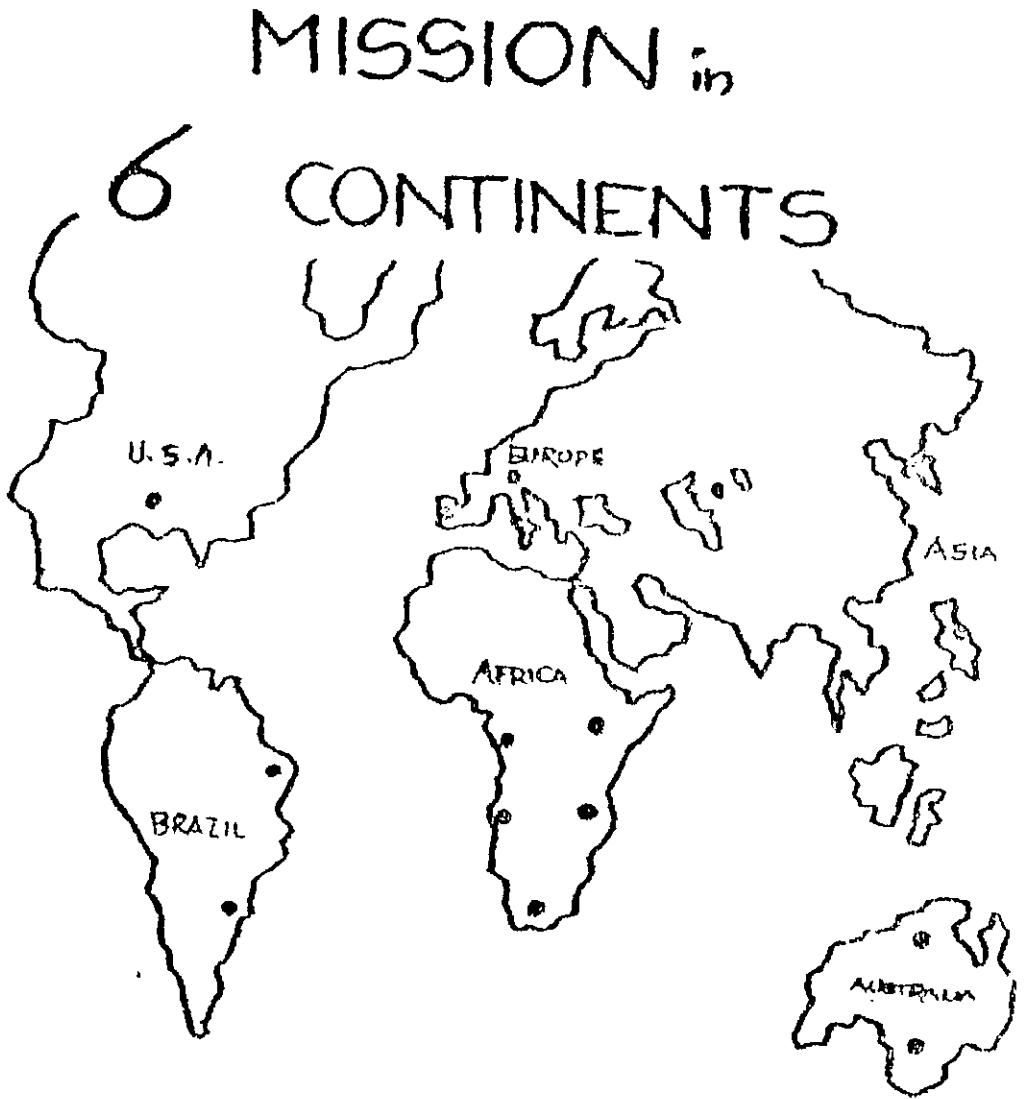 MISSION in
6 CONTINENTS
U.S.A.
EUROPE
ASIA
AFRICA
BRAZIL
AUSTRALIA